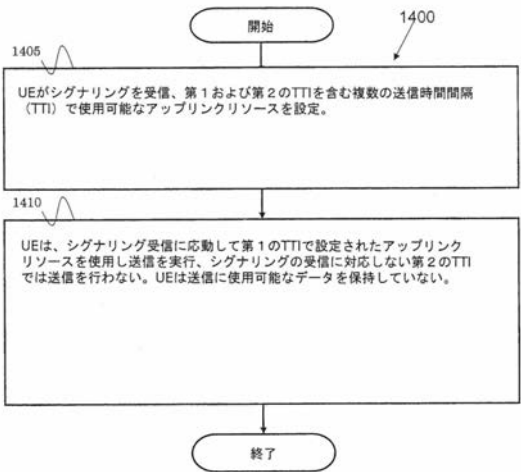 開始
1400
1405
UEがシグナリングを受信、第1および第2のTTIを含む複数の送信時間間隔
（TTI）で使用可能なアップリンクリソースを設定。
1410
UEは、シグナリング受信に応動して第1のTTIで設定されたアップリンク
リソースを使用し送信を実行、シグナリングの受信に対応しない第2のTTI
では送信を行わない。UEは送信に使用可能なデータを保持していない。
終了